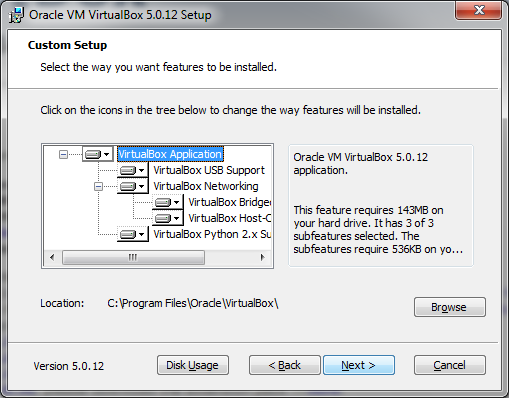 Oracle VM VirtualBox 5.0.12 Setup
Custom Setup
Select the way you want features to be installed.
Click on the icons in the tree below to change the way features will be installed.
VirtualBox Application
VirtualBox USB Support
VirtualBox Networking
VirtualBox Bridge
VirtualBox Host-
VirtualBox Python 2.x Su
Oracle VM VirtualBox 5.0.12
application.
This feature requires 143MB on
your hard drive. It has 3 of 3
subfeatures selected. The
subfeatures require 536KB on yo...
Location: C:\Program Files\Oracle\VirtualBox\
Browse
Version 5.0.12
Disk Usage
< Back
Next >
Cancel